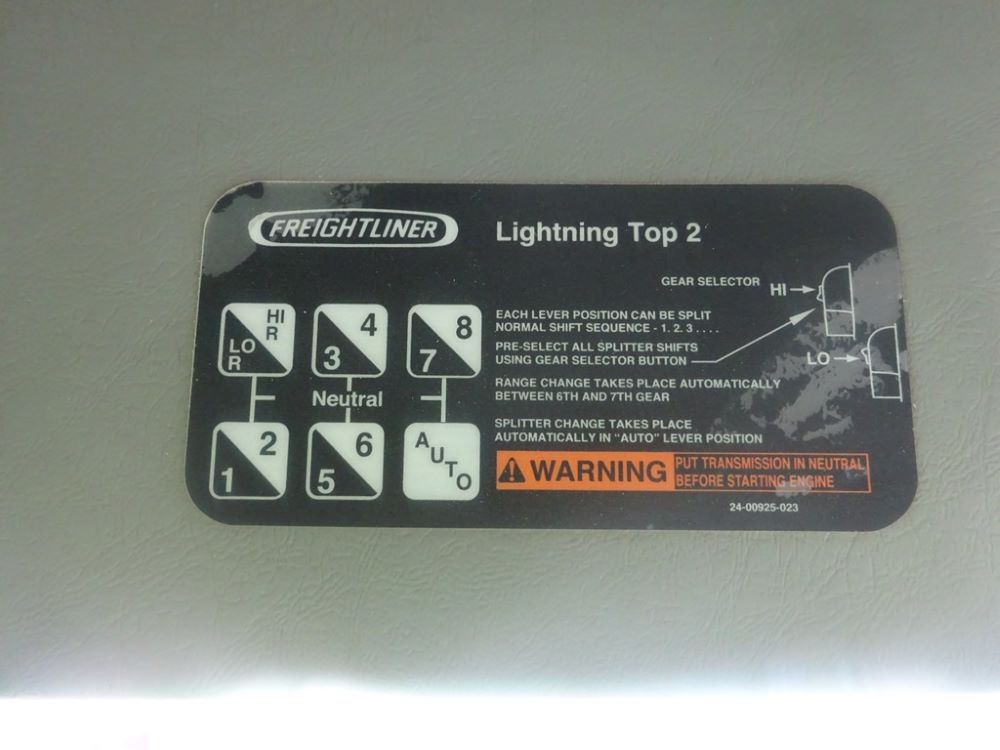 FREIGHTLINER
Lightning Top 2
GEAR SELECTOR HI
EACH LEVER POSITION CAN BE SPLIT
NORMAL SHIFT SEQUENCE - 1. 2. 3 . . . .
PRE-SELECT ALL SPLITTER SHIFTS
USING GEAR SELECTOR BUTTON
LO
RANGE CHANGE TAKES PLACE AUTOMATICALLY
BETWEEN 6TH AND 7TH GEAR
SPLITTER CHANGE TAKES PLACE
AUTOMATICALLY IN "AUTO" LEVER POSITION
WARNING
PUT TRANSMISSION IN NEUTRAL
BEFORE STARTING ENGINE
24-00925-023
HI
R
LO
R
4
3
8
7
Neutral
2
1
6
5
AUTO